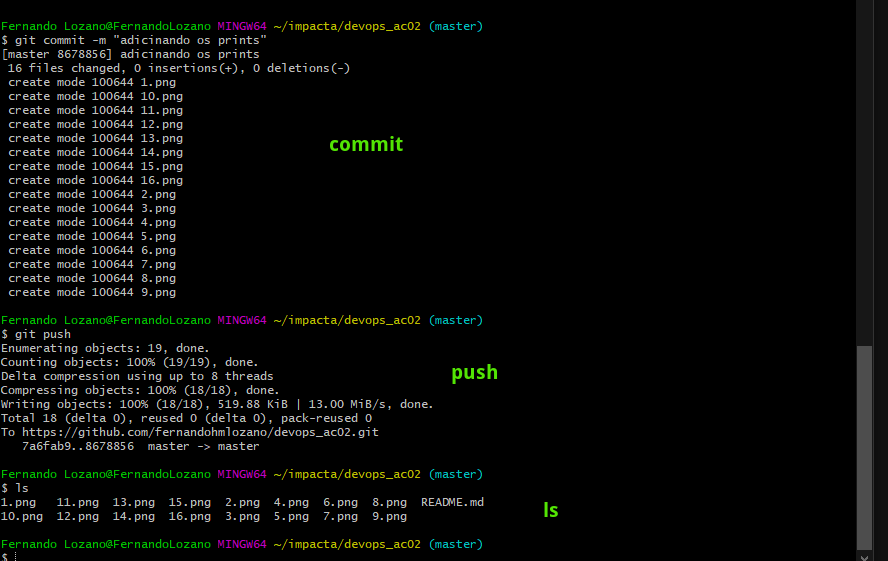 Fernando Lozano@FernandoLozano MINGW64 ~/impacta/devops_ac02 (master)
$ git commit -m "adicinando os prints"
[master 8678856] adicinando os prints
 16 files changed, 0 insertions(+), 0 deletions(-)
 create mode 100644 1.png
 create mode 100644 10.png
 create mode 100644 11.png
 create mode 100644 12.png
 create mode 100644 13.png
 create mode 100644 14.png
 create mode 100644 15.png
 create mode 100644 16.png
 create mode 100644 2.png
 create mode 100644 3.png
 create mode 100644 4.png
 create mode 100644 5.png
 create mode 100644 6.png
 create mode 100644 7.png
 create mode 100644 8.png
 create mode 100644 9.png
commit
Fernando Lozano@FernandoLozano MINGW64 ~/impacta/devops_ac02 (master)
$ git push
Enumerating objects: 19, done.
Counting objects: 100% (19/19), done.
Delta compression using up to 8 threads
Compressing objects: 100% (18/18), done.
Writing objects: 100% (18/18), 519.88 KiB | 13.00 MiB/s, done.
Total 18 (delta 0), reused 0 (delta 0), pack-reused 0
To https://github.com/fernandohmlozano/devops_ac02.git
   7a6fab9..8678856  master -> master
push
Fernando Lozano@FernandoLozano MINGW64 ~/impacta/devops_ac02 (master)
$ ls
1.png   11.png  13.png  15.png  2.png  4.png  6.png  8.png  README.md
10.png  12.png  14.png  16.png  3.png  5.png  7.png  9.png
ls
Fernando Lozano@FernandoLozano MINGW64 ~/impacta/devops_ac02 (master)
$